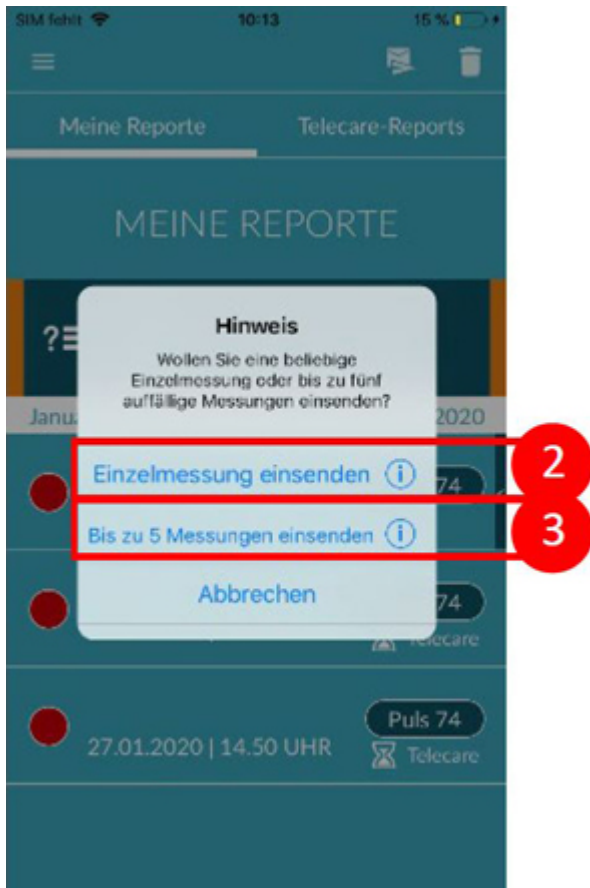 SIM fehlt 10:13 15 %
Meine Reporte Telecare-Reports
MEINE REPORTE
?
Hinweis
Wollen Sie eine beliebige
Einzelmessung oder bis zu fünf
auffällige Messungen einsenden?
2020
Einzelmessung einsenden i 74 2
Bis zu 5 Messungen einsenden i 3
Abbrechen 74
Puls 74
27.01.2020 | 14.50 UHR Telecare